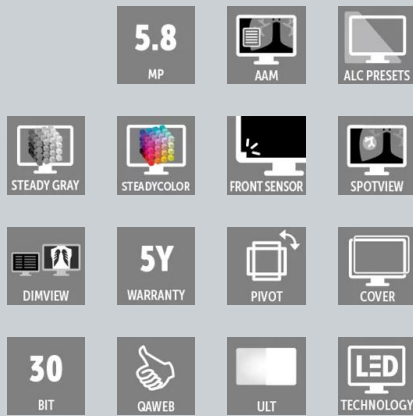 5.8
MP
AAM
ALC PRESETS
STEADY GRAY
STEADYCOLOR
FRONT SENSOR
SPOTVIEW
DIMVIEW
5Y
WARRANTY
PIVOT
COVER
30
BIT
QAWEB
ULT
LED
TECHNOLOGY